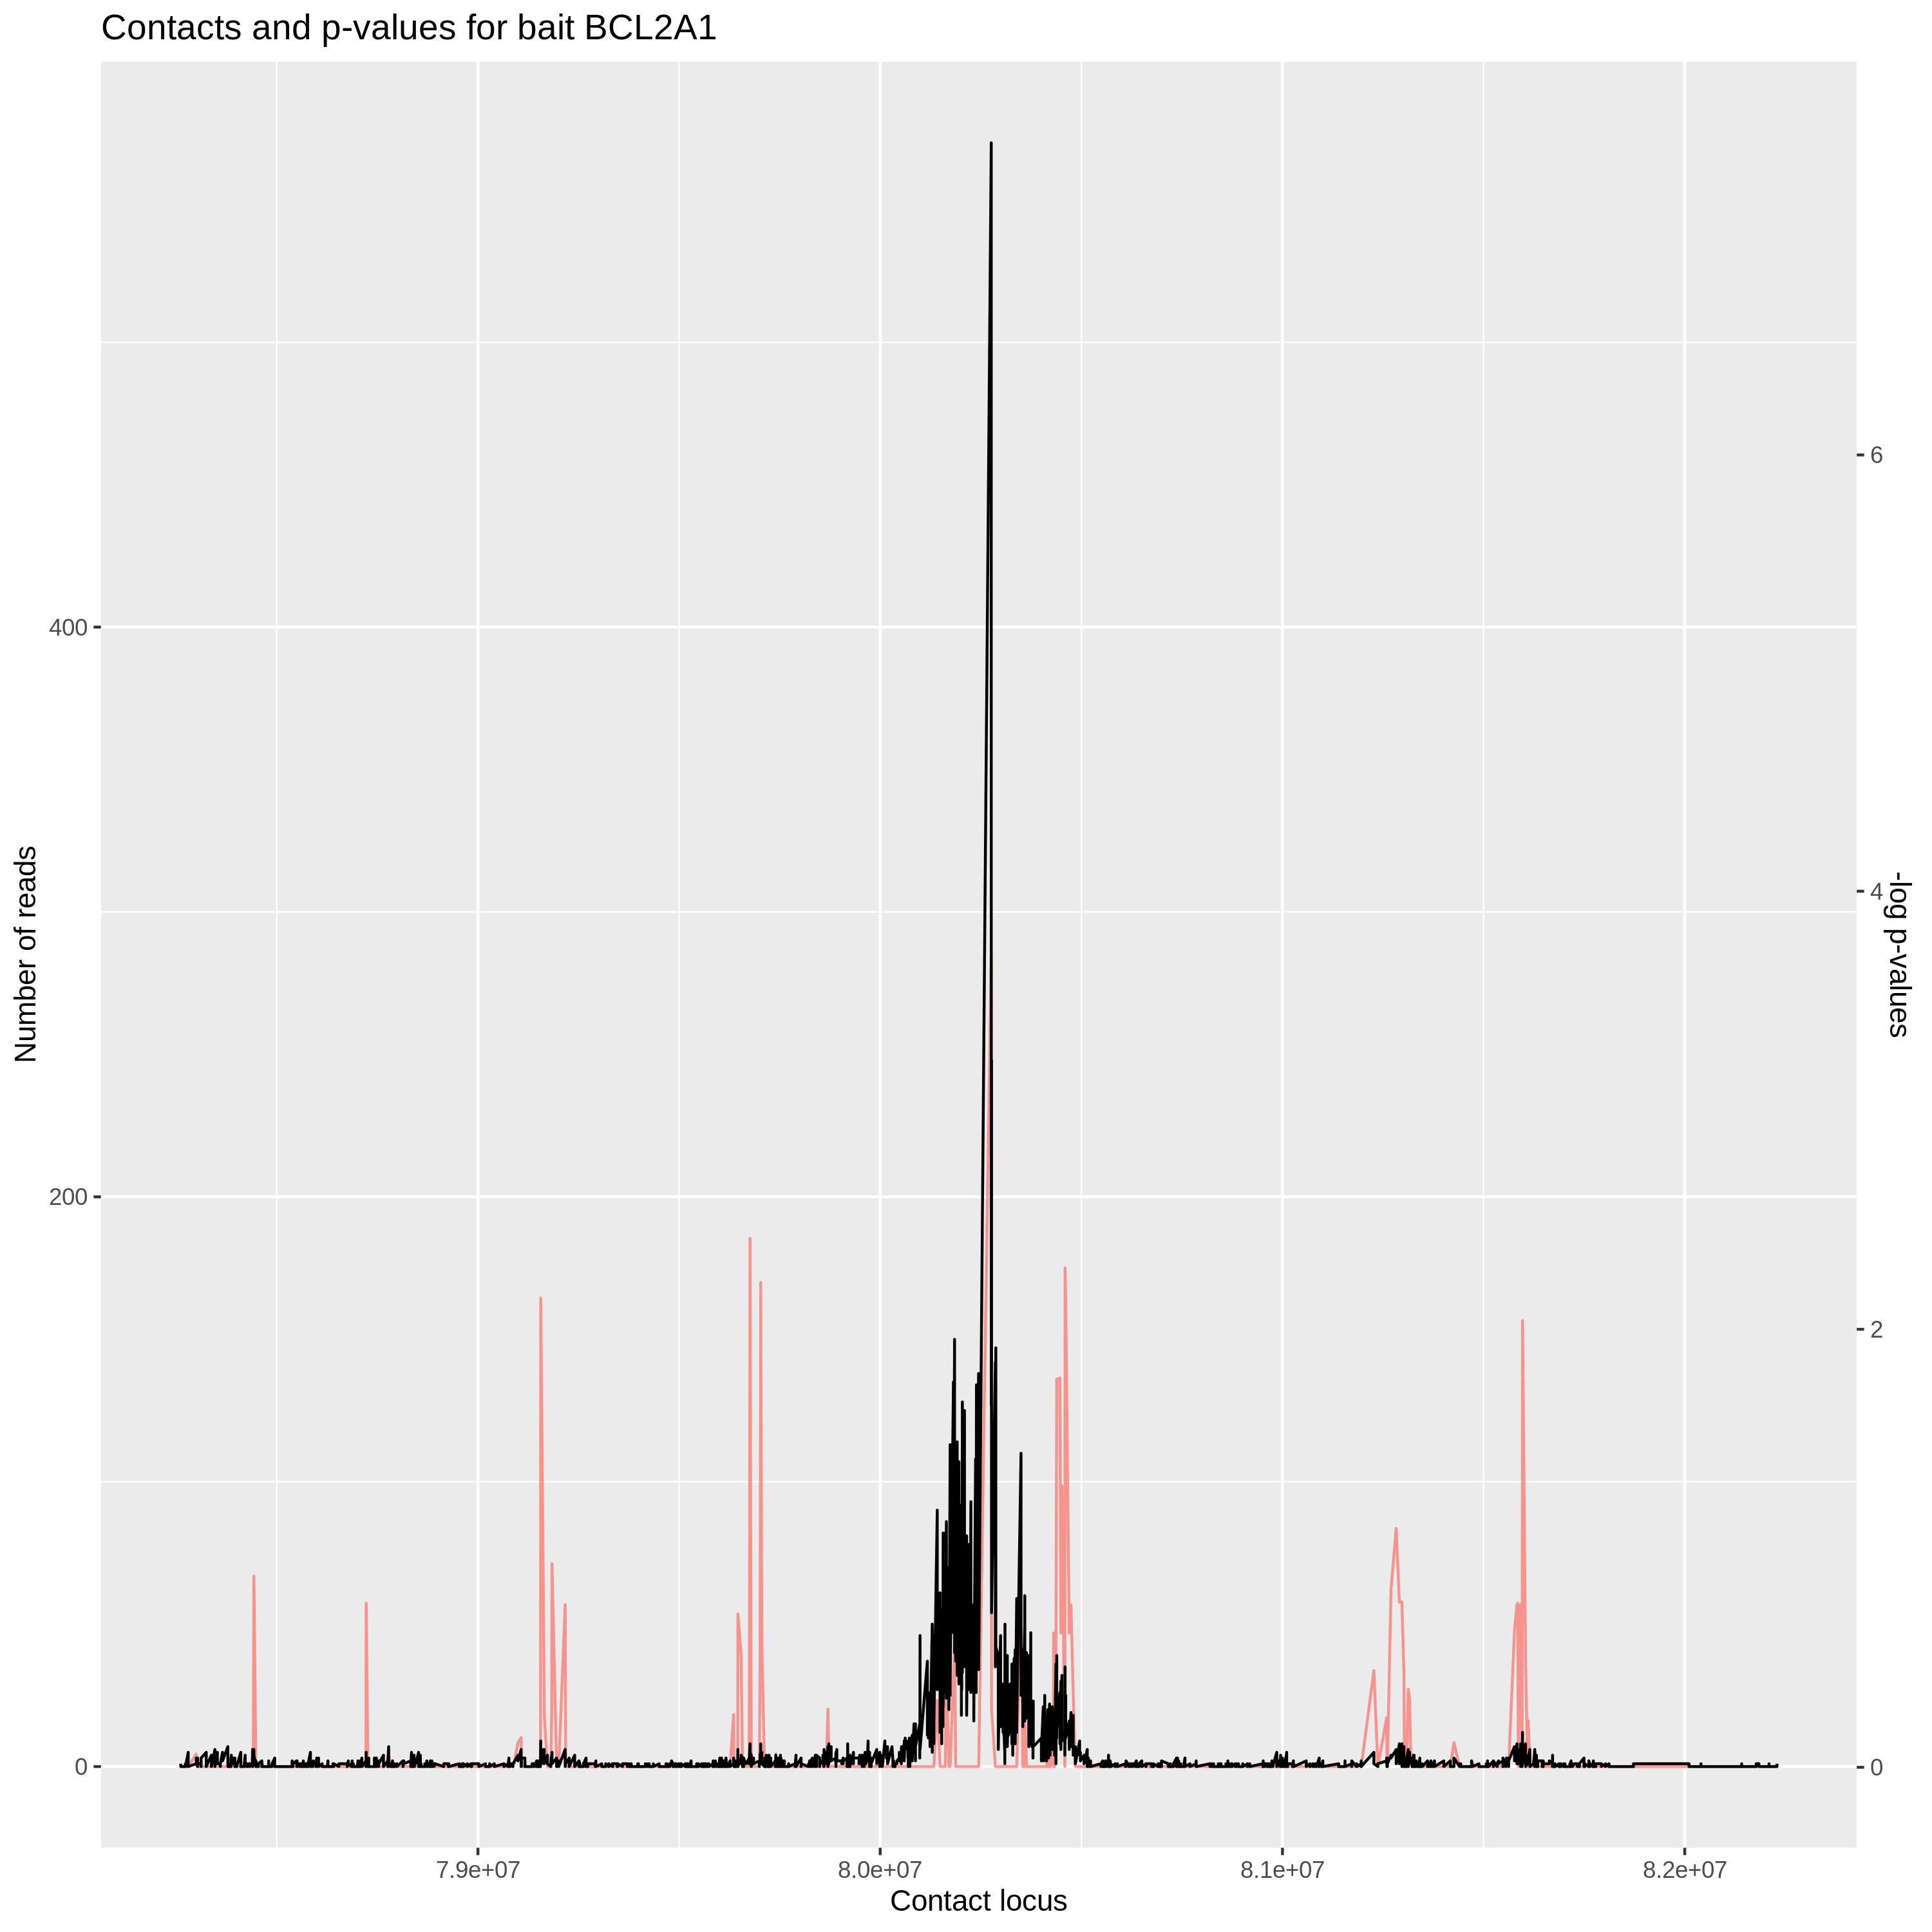 Contacts and p-values for bait BCL2A1
Number of reads
400
200
0
6
4
2
0
-log p-values
7.9e+07 8.0e+07 8.1e+07 8.2e+07
Contact locus